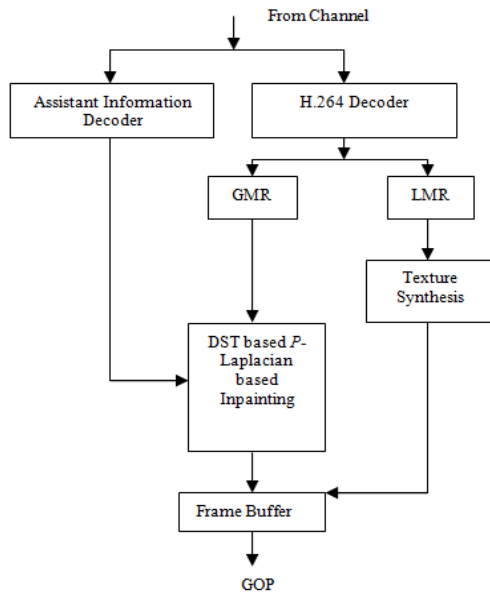 From Channel
Assistant Information
Decoder
H.264 Decoder
GMR
LMR
Texture
Synthesis
DST based P-
Laplacian
based
Inpainting
Frame Buffer
GOP